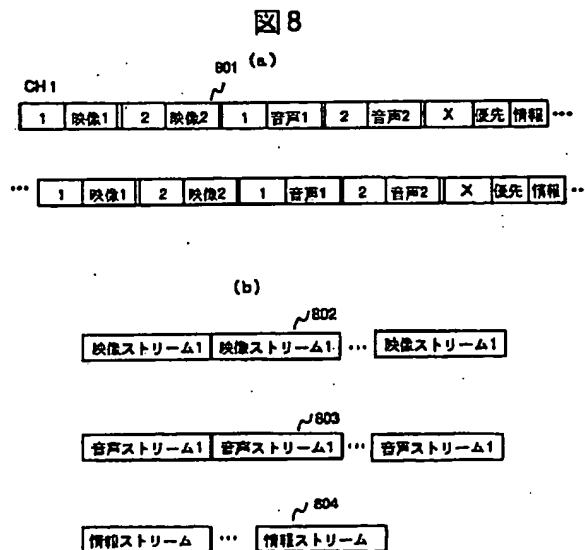 図8
801 (a)
CH1
1 映像1 2 映像2 1 音声1 2 音声2 X 優先 情報 …
… 1 映像1 2 映像2 1 音声1 2 音声2 X 優先 情報 …
(b)
802
映像ストリーム1 映像ストリーム1 … 映像ストリーム1
803
音声ストリーム1 音声ストリーム1 … 音声ストリーム1
804
情報ストリーム … 情報ストリーム